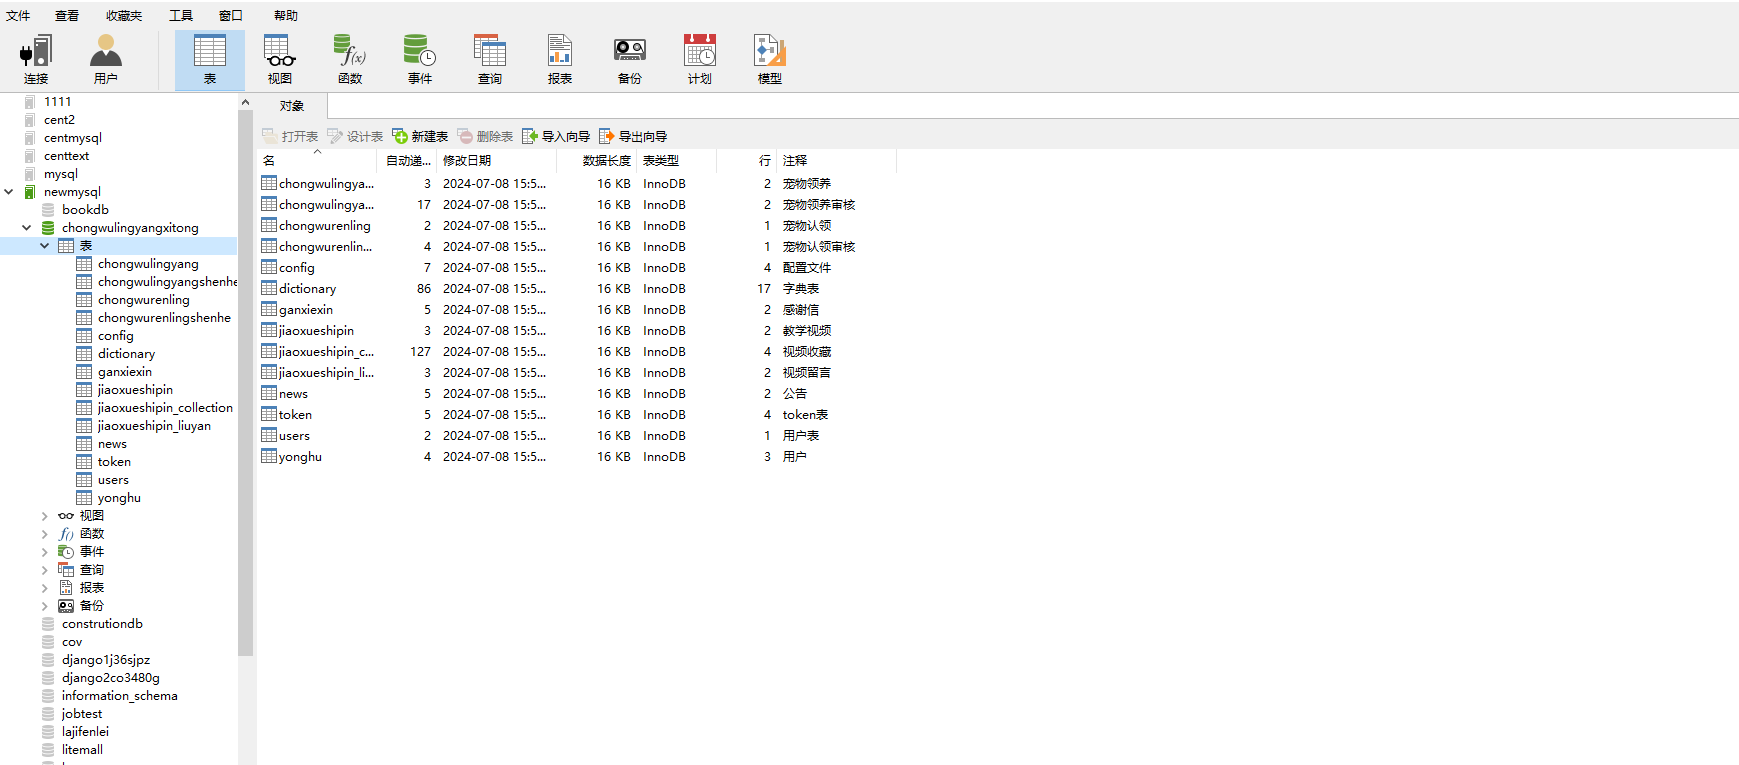 文件 查看 收藏夹 工具 窗口 帮助
连接 用户 表 视图 函数 事件 查询 报表 备份 计划 模型
1111
cent2
centmysql
centtext
mysql
newmysql
bookdb
chongwulingyangxitong
表
chongwulingyang
chongwulingyangshenhe
chongwurenling
chongwurenlingshenhe
config
dictionary
ganxiexin
jiaoxueshipin
jiaoxueshipin_collection
jiaoxueshipin_liuyan
news
token
users
yonghu
视图
函数
事件
查询
报表
备份
construtiondb
cov
django1j36sjpz
django2co3480g
information_schema
jobtest
lajifenlei
litemall
对象
打开表 设计表 新建表 删除表 导入向导 导出向导
名 自动递... 修改日期 数据长度 表类型 行 注释
chongwulingya... 3 2024-07-08 15:5... 16 KB InnoDB 2 宠物领养
chongwulingya... 17 2024-07-08 15:5... 16 KB InnoDB 2 宠物领养审核
chongwurenling 2 2024-07-08 15:5... 16 KB InnoDB 1 宠物认领
chongwurenlin... 4 2024-07-08 15:5... 16 KB InnoDB 1 宠物认领审核
config 7 2024-07-08 15:5... 16 KB InnoDB 4 配置文件
dictionary 86 2024-07-08 15:5... 16 KB InnoDB 17 字典表
ganxiexin 5 2024-07-08 15:5... 16 KB InnoDB 2 感谢信
jiaoxueshipin 3 2024-07-08 15:5... 16 KB InnoDB 2 教学视频
jiaoxueshipin_c... 127 2024-07-08 15:5... 16 KB InnoDB 4 视频收藏
jiaoxueshipin_li... 3 2024-07-08 15:5... 16 KB InnoDB 2 视频留言
news 5 2024-07-08 15:5... 16 KB InnoDB 2 公告
token 5 2024-07-08 15:5... 16 KB InnoDB 4 token表
users 2 2024-07-08 15:5... 16 KB InnoDB 1 用户表
yonghu 4 2024-07-08 15:5... 16 KB InnoDB 3 用户